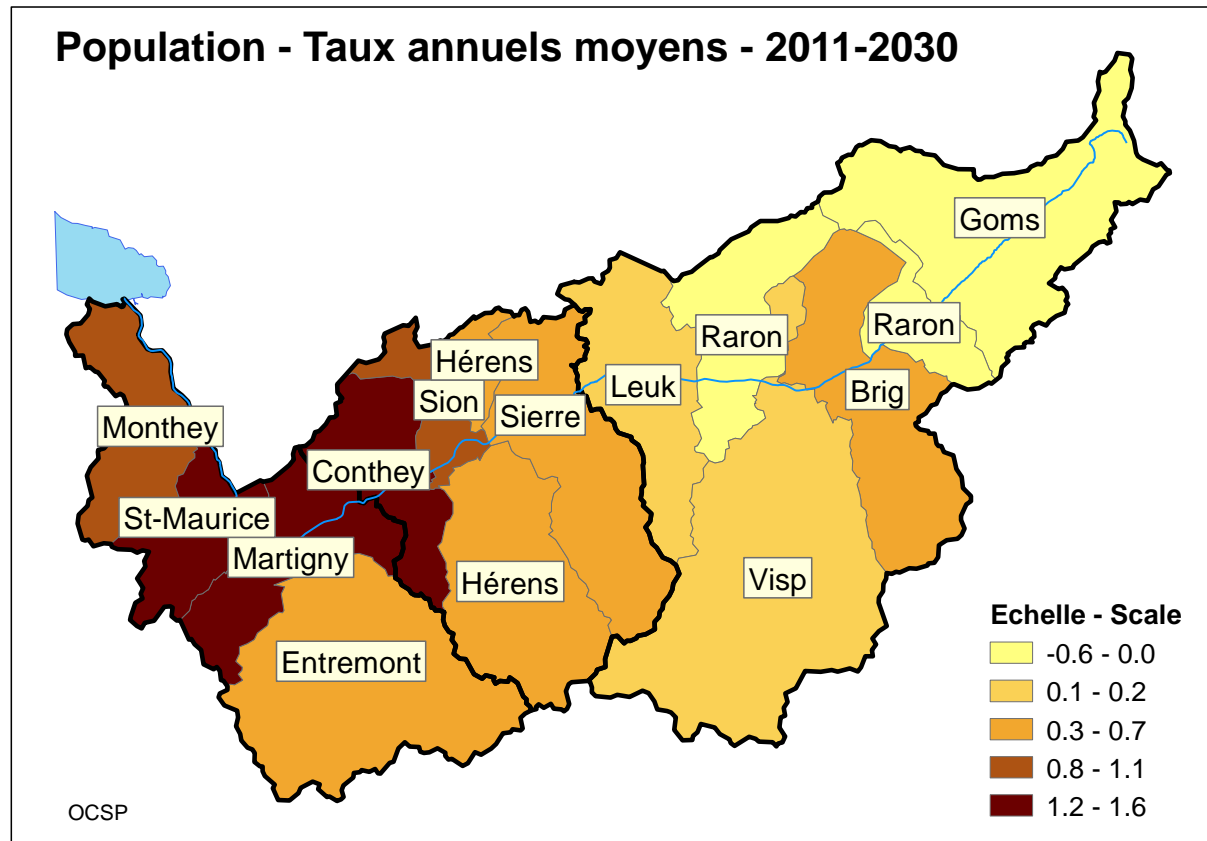 Population - Taux annuels moyens - 2011-2030
Goms
Raron
Raron
Hérens
Leuk
Brig
Sion
Sierre
Monthey
Conthey
St-Maurice
Martigny
Hérens
Visp
Entremont
Echelle - Scale
-0.6 - 0.0
0.1 - 0.2
0.3 - 0.7
0.8 - 1.1
1.2 - 1.6
OCSP